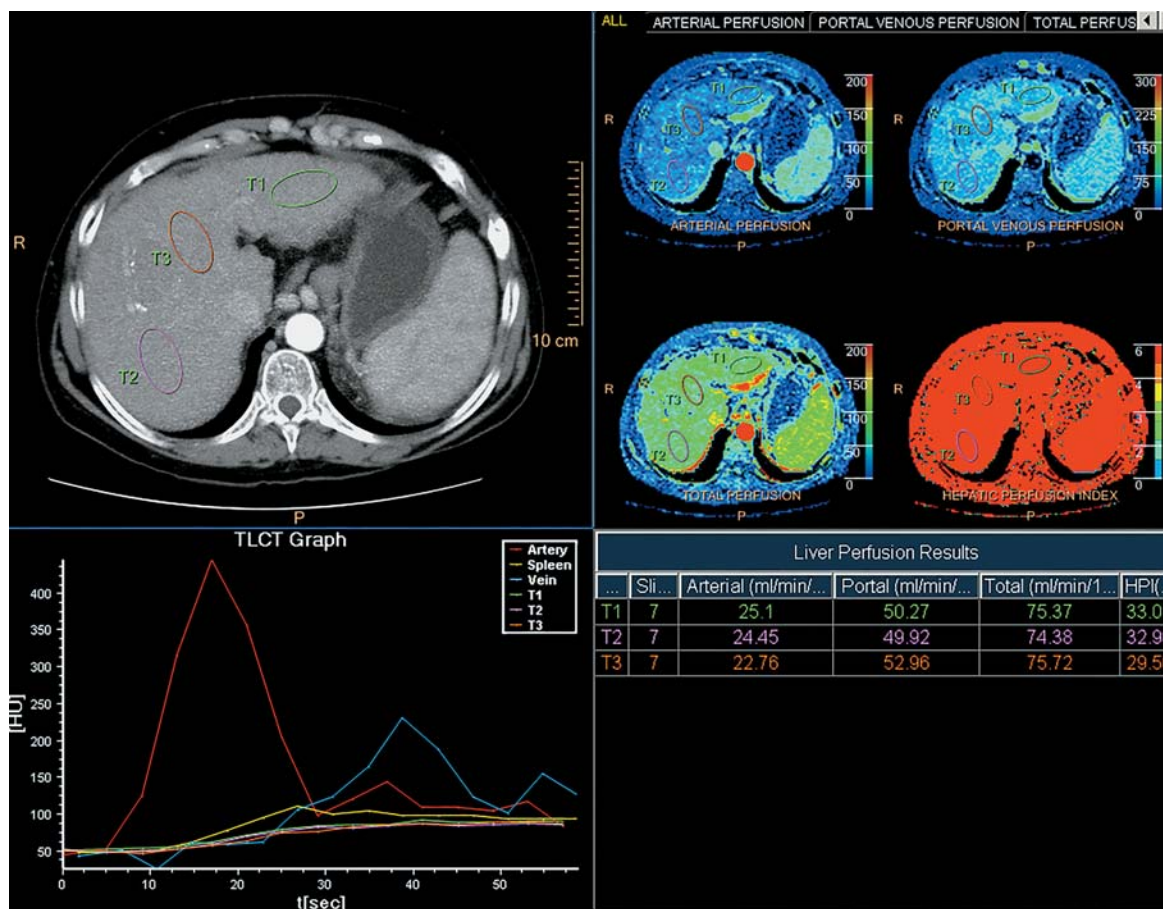 ALL ARTERIAL PERFUSION PORTAL VENOUS PERFUSION TOTAL PERFUS
R
T1
T3
T2
10 cm
P
200
150
100
50
0
R
T1
T3
T2
ARTERIAL PERFUSION
P
300
225
150
75
0
R
T1
T3
T2
PORTAL VENOUS PERFUSION
P
200
150
100
50
0
R
T1
T3
T2
TOTAL PERFUSION
P
6
4
3
2
0
R
T1
T3
T2
HEPATIC PERFUSION INDEX
P
TLCT Graph
Artery
Spleen
Vein
T1
T2
T3
[HU]
400
350
300
250
200
150
100
50
0 10 20 30 40 50
t[sec]
Liver Perfusion Results
... Sli... Arterial (ml/min/... Portal (ml/min/... Total (ml/min/1... HPI(
T1 7 25.1 50.27 75.37 33.0
T2 7 24.45 49.92 74.38 32.9
T3 7 22.76 52.96 75.72 29.5